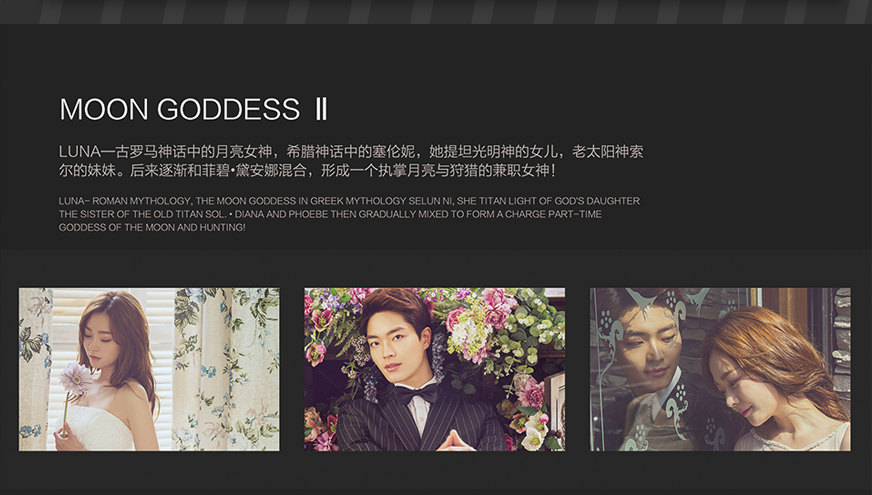 MOON GODDESS Ⅱ
LUNA—古罗马神话中的月亮女神，希腊神话中的塞伦妮，她提坦光明神的女儿，老太阳神索
尔的妹妹。后来逐渐和菲碧•黛安娜混合，形成一个执掌月亮与狩猎的兼职女神！
LUNA- ROMAN MYTHOLOGY, THE MOON GODDESS IN GREEK MYTHOLOGY SELUN NI, SHE TITAN LIGHT OF GOD'S DAUGHTER
THE SISTER OF THE OLD TITAN SOL. • DIANA AND PHOEBE THEN GRADUALLY MIXED TO FORM A CHARGE PART-TIME
GODDESS OF THE MOON AND HUNTING!